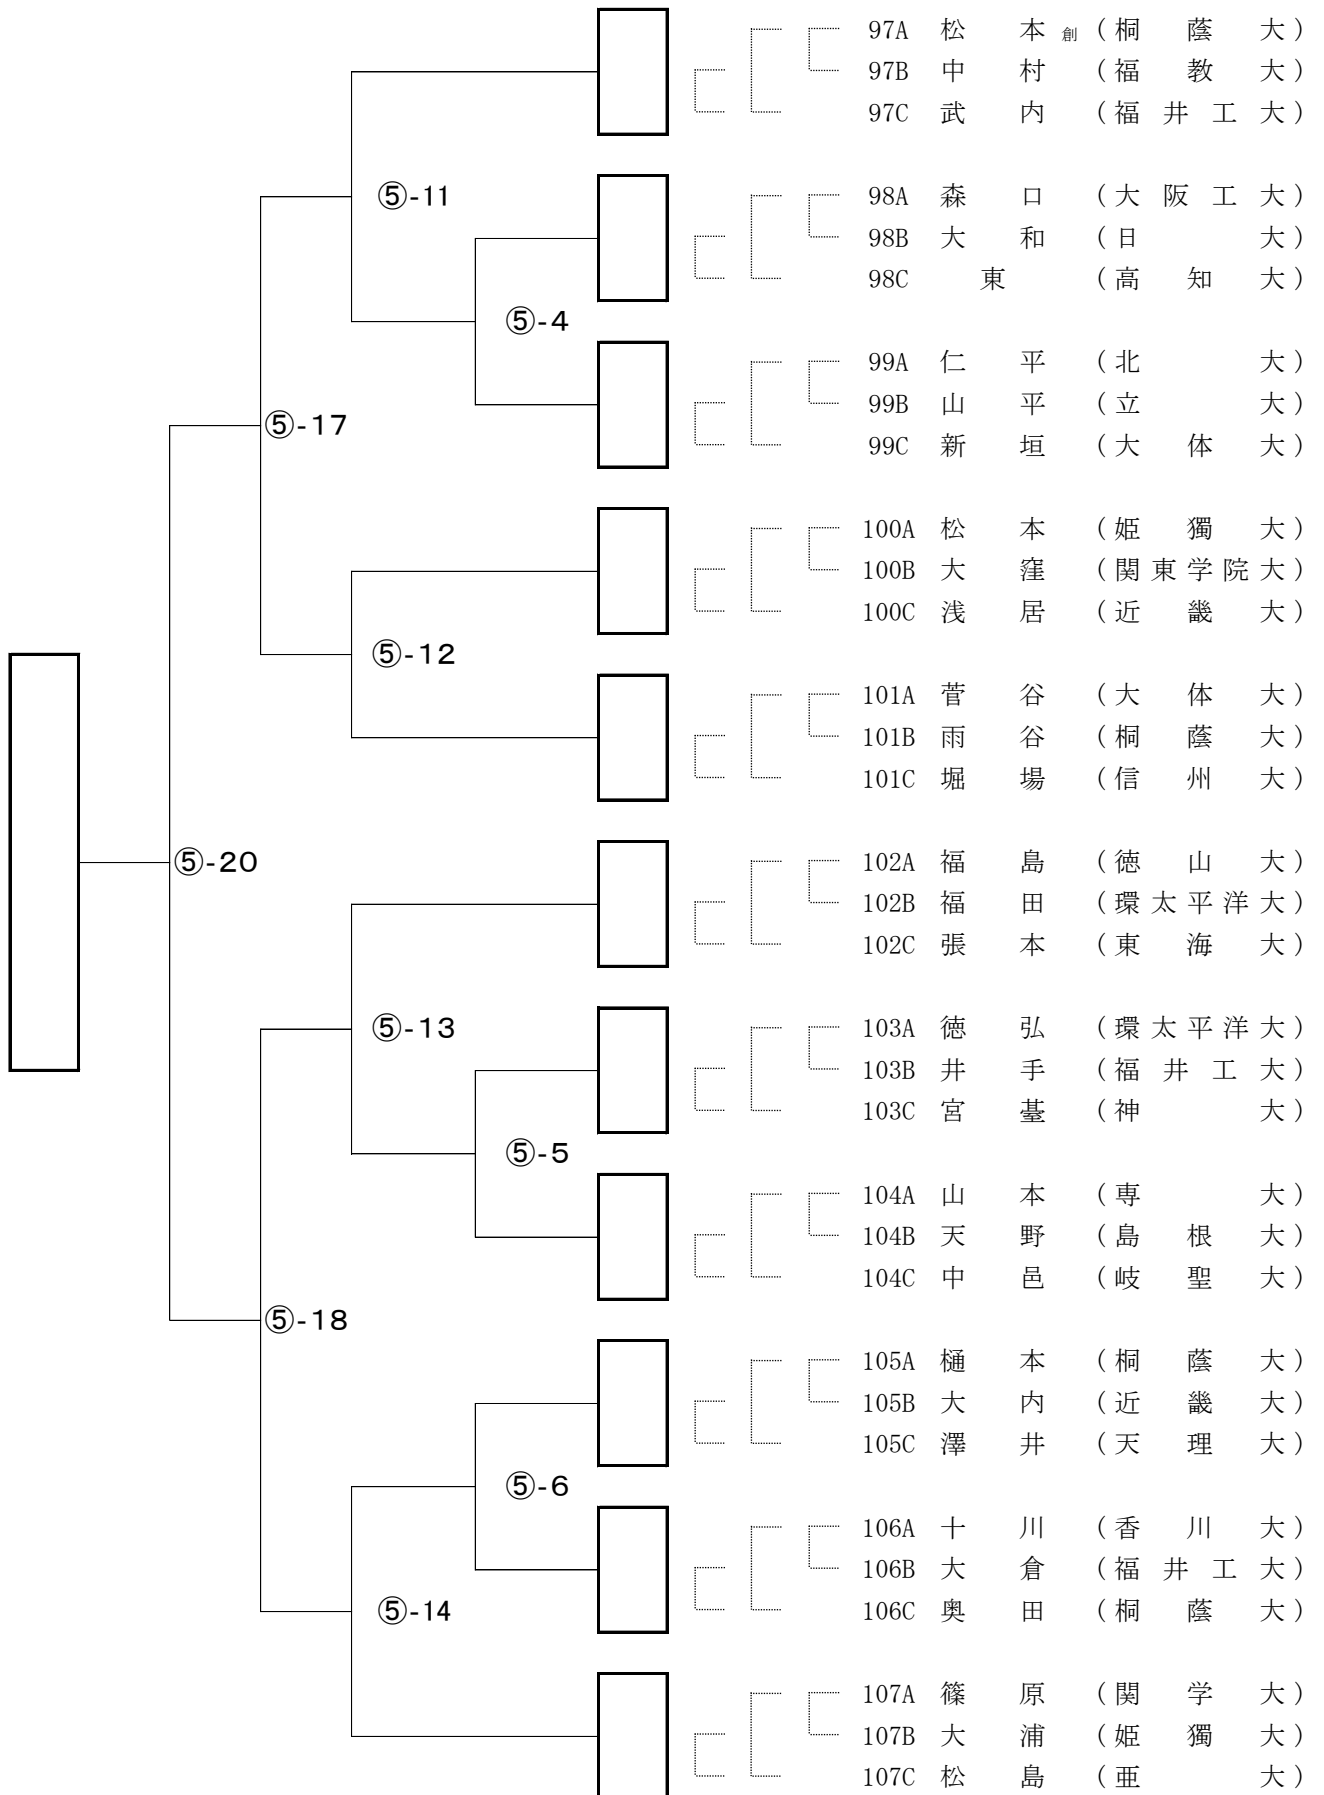 97A 松本創 (桐蔭大)
97B 中村 (福教大)
97C 武内 (福井工大)
⑤-11
98A 森口 (大阪工大)
98B 大和 (日大)
98C 東 (高知大)
⑤-4
99A 仁平 (北大)
99B 山平 (立大)
99C 新垣 (大体大)
⑤-17
100A 松本 (姫獨大)
100B 大窪 (関東学院大)
100C 浅居 (近畿大)
⑤-12
101A 菅谷 (大体大)
101B 雨谷 (桐蔭大)
101C 堀場 (信州大)
⑤-20
102A 福島 (徳山大)
102B 福田 (環太平洋大)
102C 張本 (東海大)
⑤-13
103A 徳弘 (環太平洋大)
103B 井手 (福井工大)
103C 宮𦥑 (神大)
⑤-5
104A 山本 (専大)
104B 天野 (島根大)
104C 中邑 (岐聖大)
⑤-18
105A 樋本 (桐蔭大)
105B 大内 (近畿大)
105C 澤井 (天理大)
⑤-6
106A 十川 (香川大)
106B 大倉 (福井工大)
106C 奥田 (桐蔭大)
⑤-14
107A 篠原 (関学大)
107B 大浦 (姫獨大)
107C 松島 (亜大)